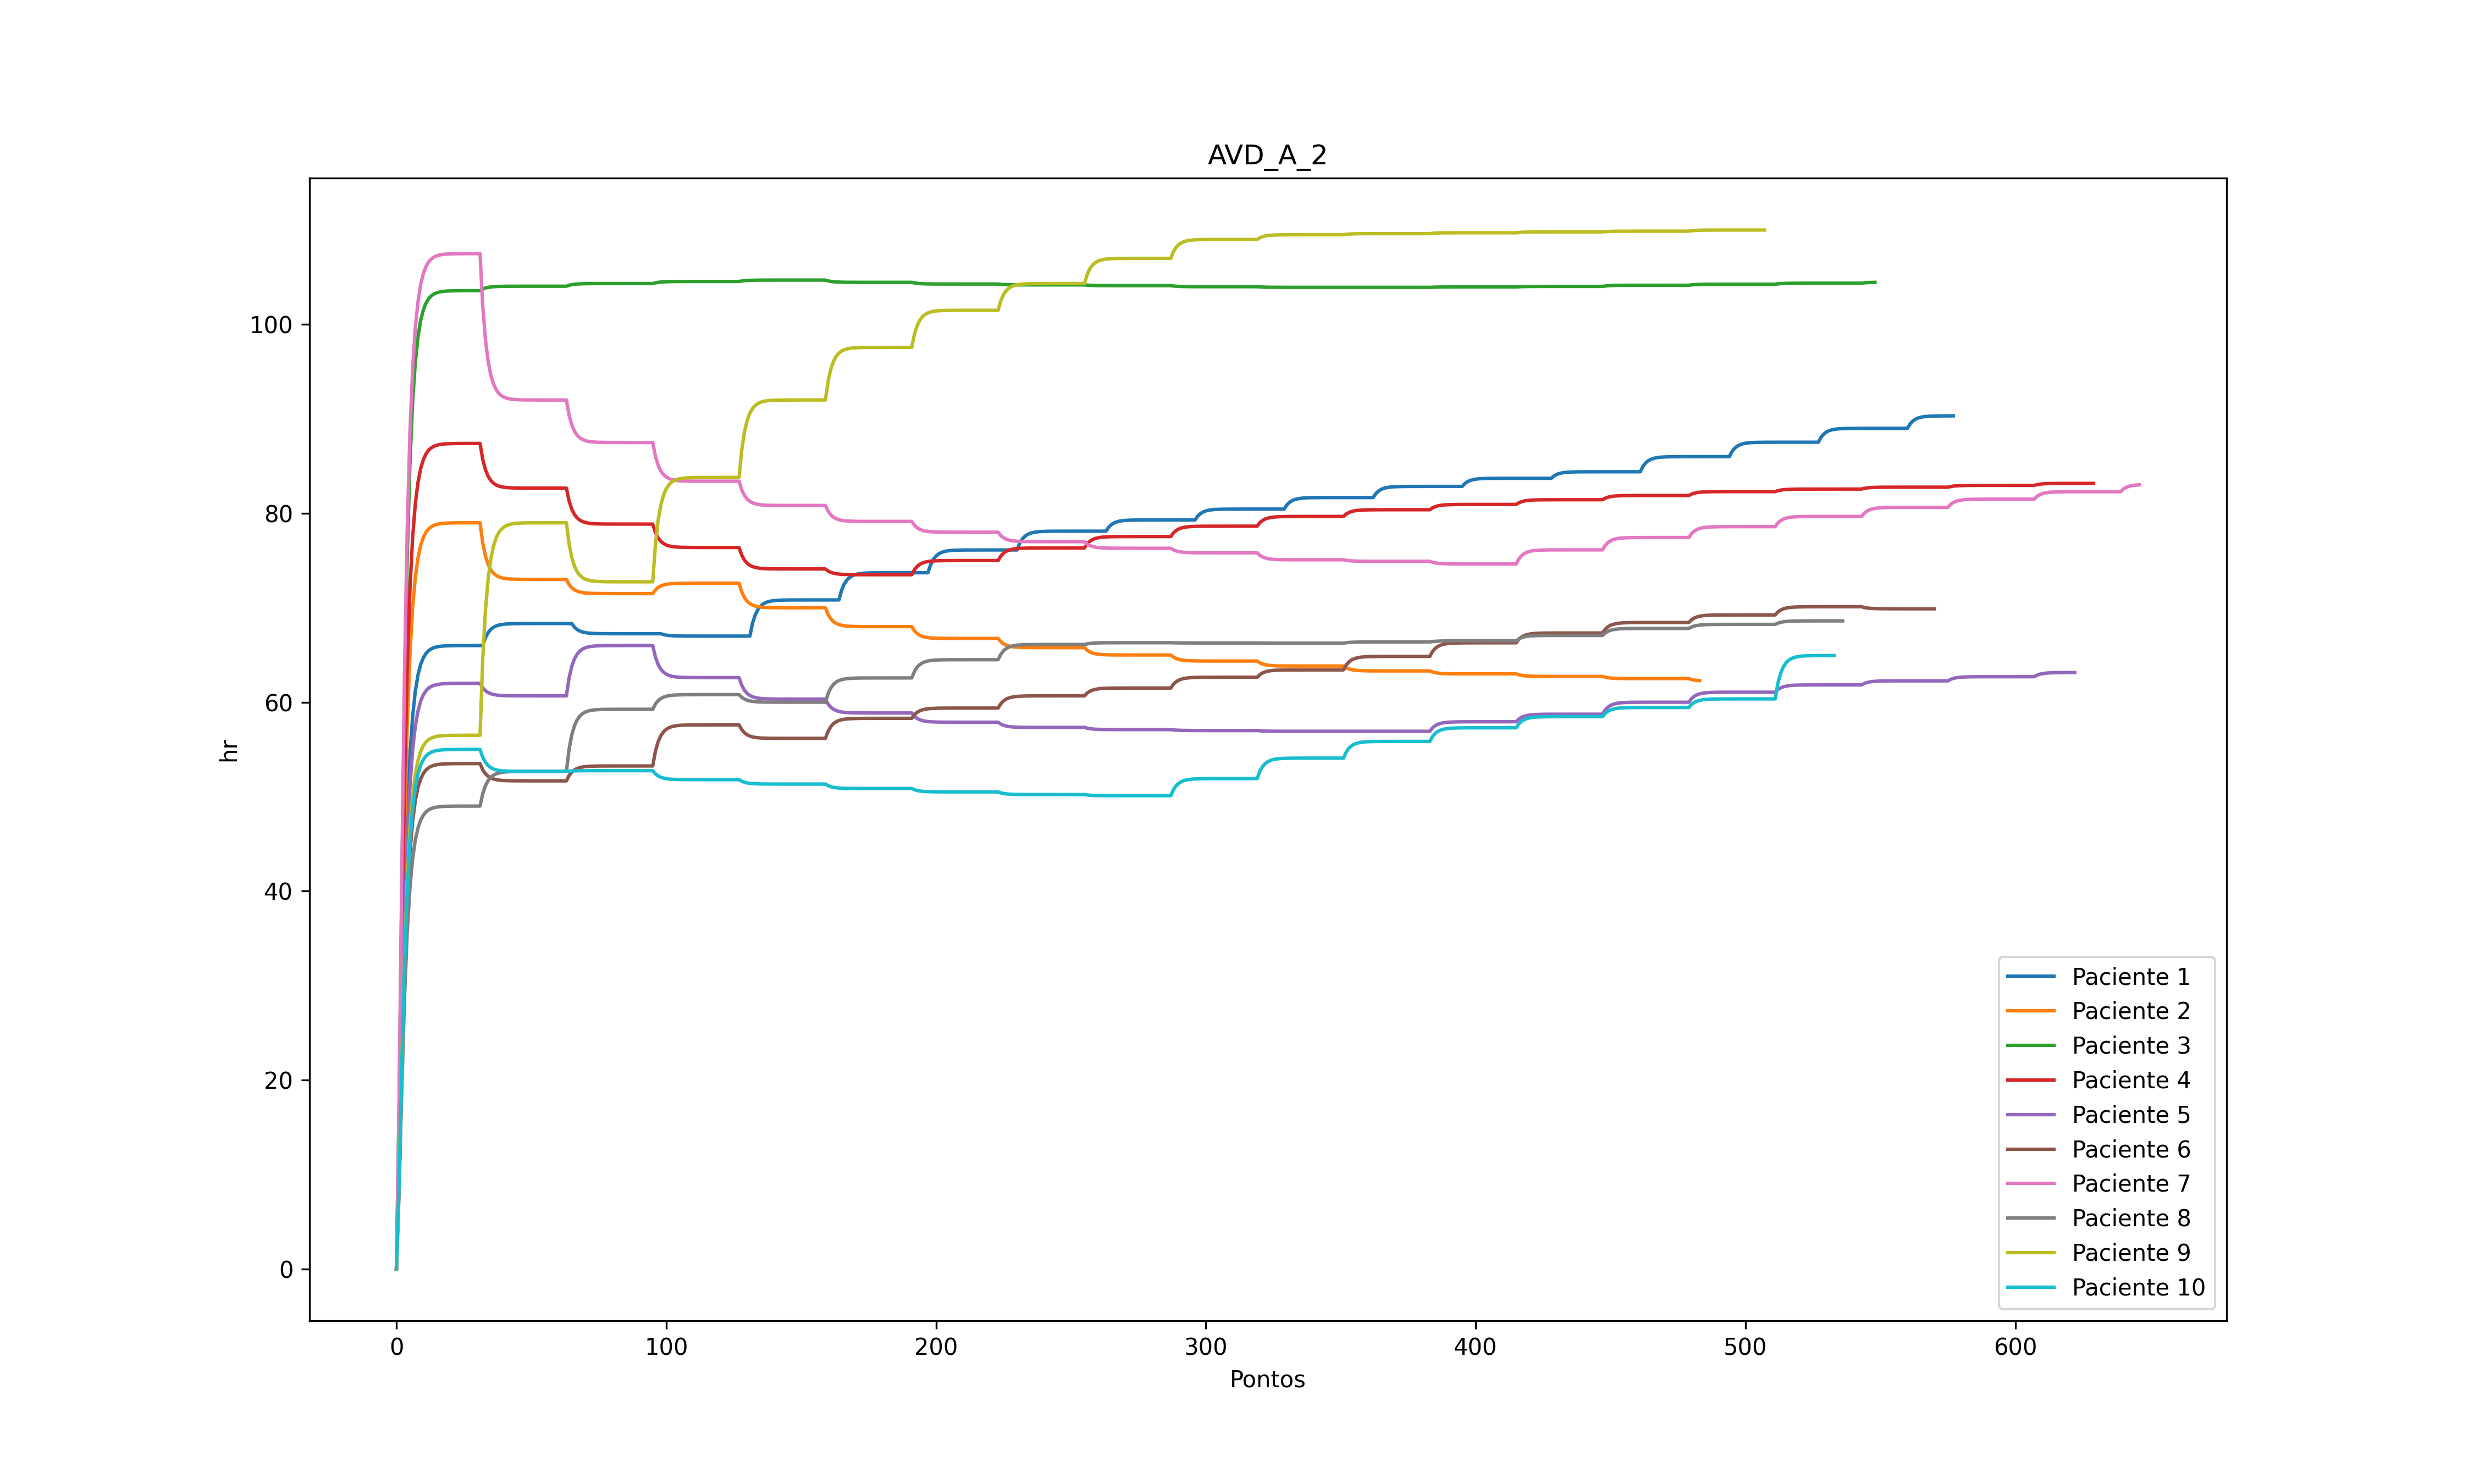 AVD_A_2
hr
100
80
60
40
20
0
0 100 200 300 400 500 600
Pontos
Paciente 1
Paciente 2
Paciente 3
Paciente 4
Paciente 5
Paciente 6
Paciente 7
Paciente 8
Paciente 9
Paciente 10